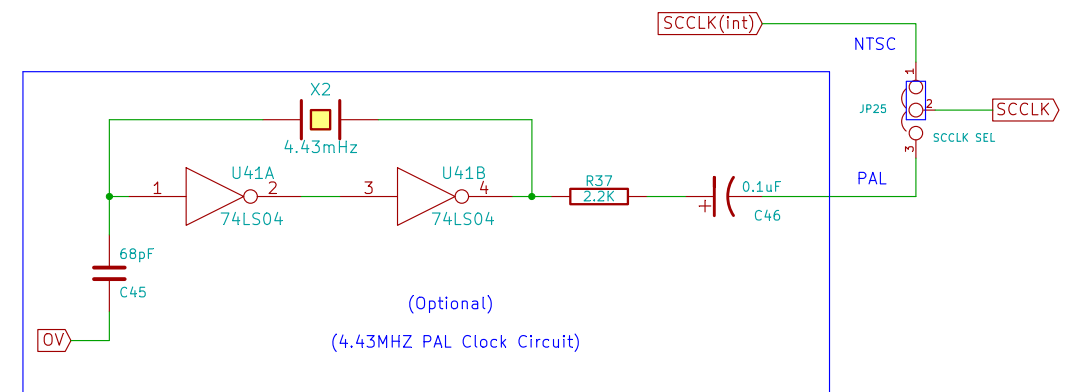 SCCLK(int)
NTSC
1
X2
JP25
2
SCCLK
4.43mHz
SCCLK SEL
3
U41A
U41B
1
2
3
4
R37
2.2K
0.1uF
PAL
74LS04
74LS04
+
C46
68pF
C45
(Optional)
0V
(4.43MHZ PAL Clock Circuit)